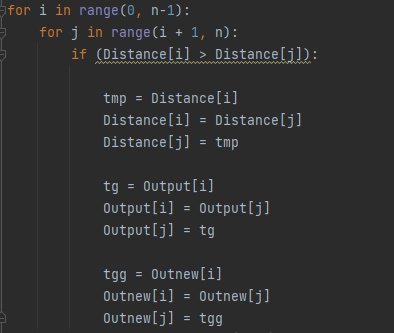 for i in range(0, n-1):
    for j in range(i + 1, n):
        if (Distance[i] > Distance[j]):
            tmp = Distance[i]
            Distance[i] = Distance[j]
            Distance[j] = tmp
            tg = Output[i]
            Output[i] = Output[j]
            Output[j] = tg
            tgg = Outnew[i]
            Outnew[i] = Outnew[j]
            Outnew[j] = tgg